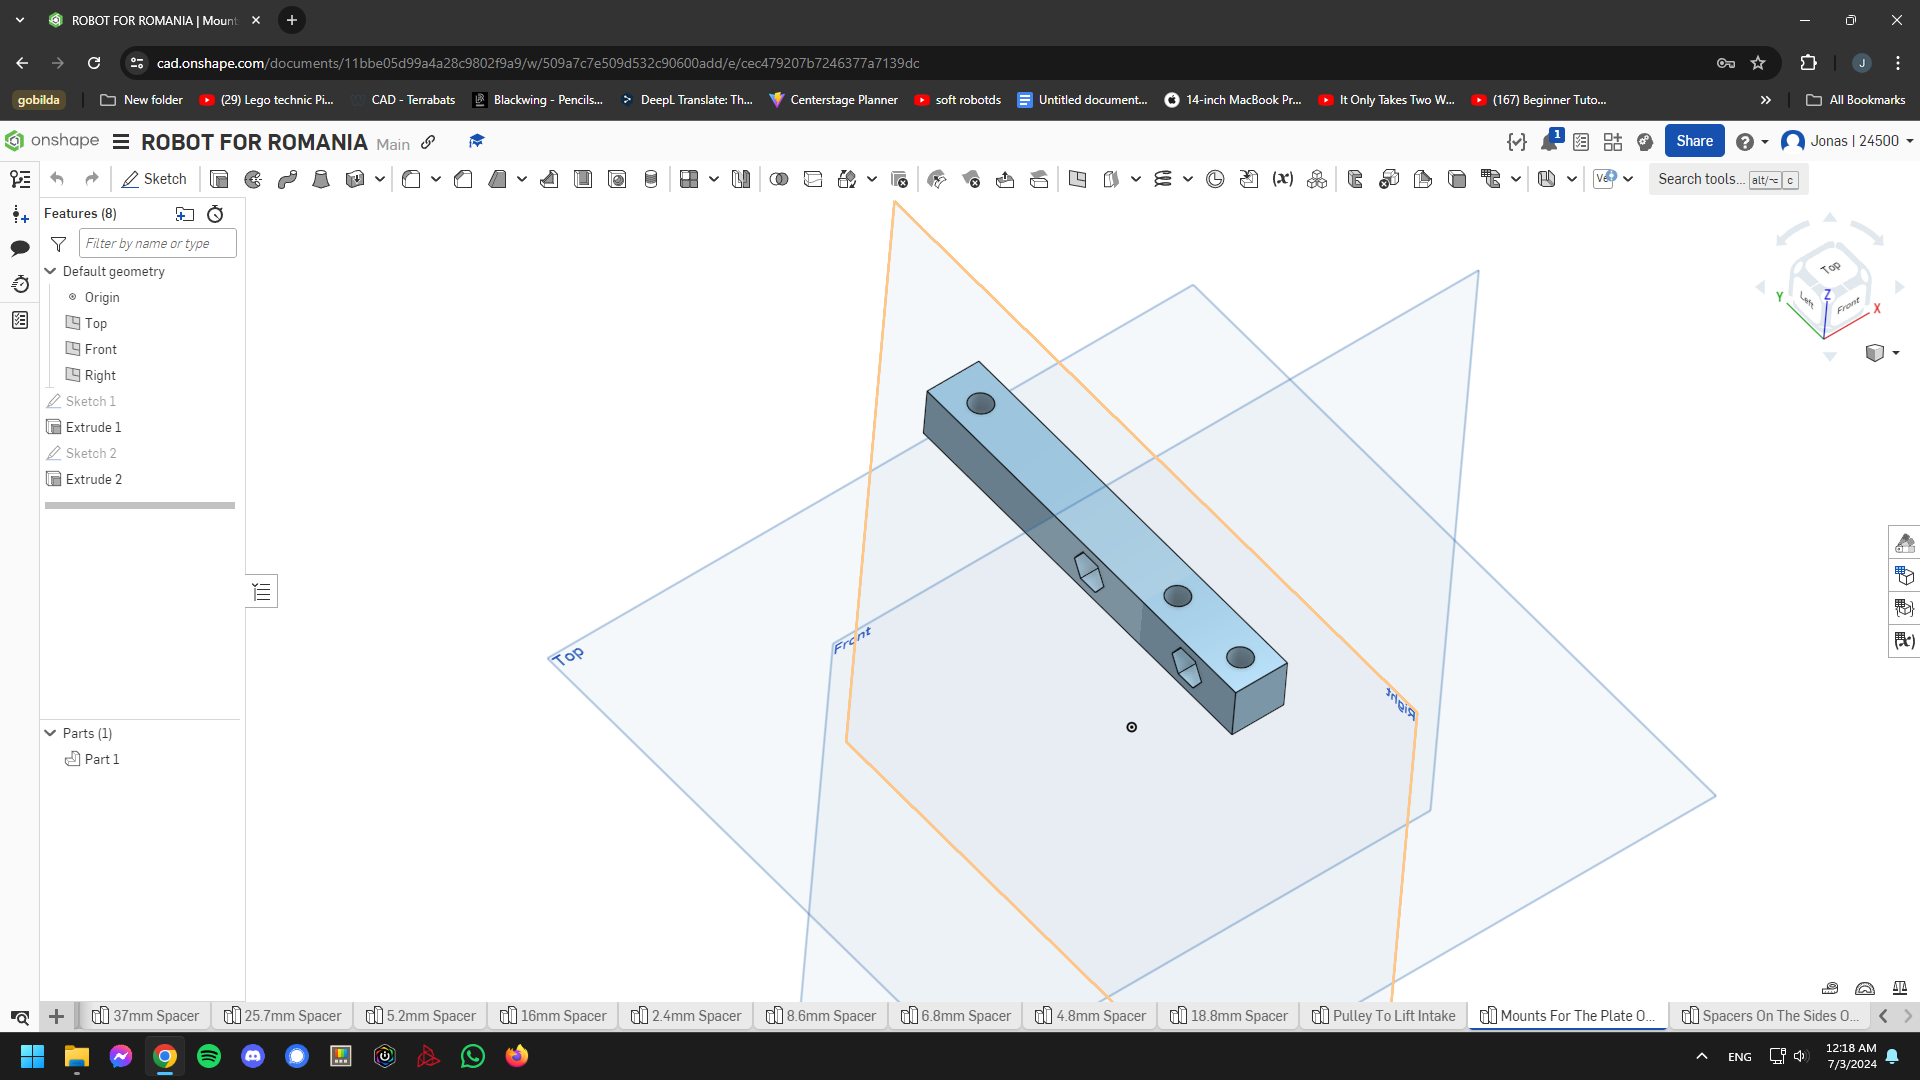 ROBOT FOR ROMANIA | Mount
cad.onshape.com/documents/11bbe05d99a4a28c9802f9a9/w/509a7c7e509d532c90600add/e/cec479207b7246377a7139dc
J
gobilda
New folder
(29) Lego technic Pi...
CAD - Terrabats
Blackwing - Pencils...
DeepL Translate: Th...
Centerstage Planner
soft robotds
Untitled document...
14-inch MacBook Pr...
It Only Takes Two W...
(167) Beginner Tuto...
All Bookmarks
onshape
ROBOT FOR ROMANIA
Main
1
Share
Jonas | 24500
Sketch
Search tools...
alt/⌥
c
Features (8)
Filter by name or type
Default geometry
Origin
Top
Front
Right
Sketch 1
Extrude 1
Sketch 2
Extrude 2
Top
Left
Front
Z
Y
X
Top
Front
Right
Parts (1)
Part 1
37mm Spacer
25.7mm Spacer
5.2mm Spacer
16mm Spacer
2.4mm Spacer
8.6mm Spacer
6.8mm Spacer
4.8mm Spacer
18.8mm Spacer
Pulley To Lift Intake
Mounts For The Plate O...
Spacers On The Sides O...
ENG
12:18 AM
7/3/2024